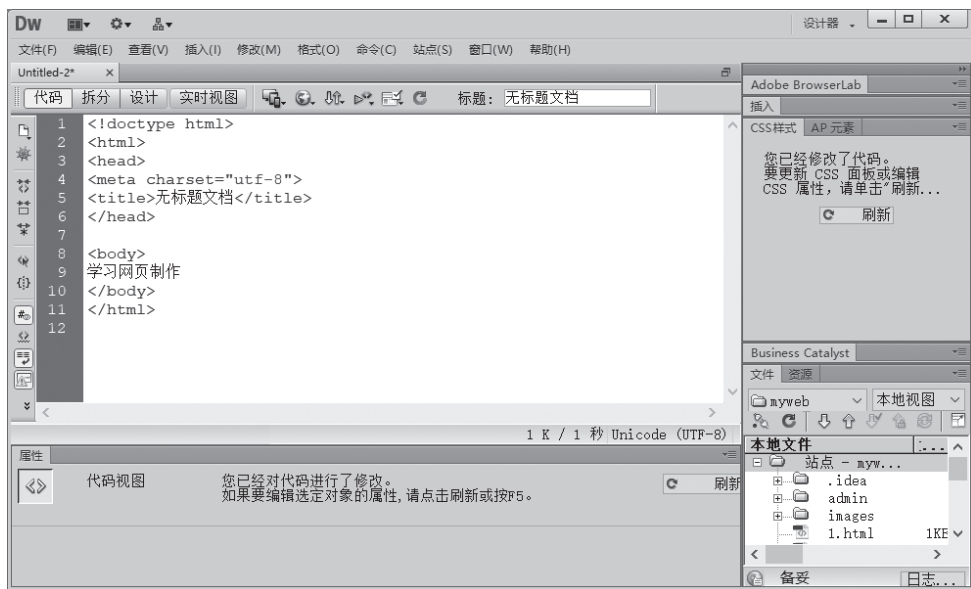 Dw
设计器
文件(F) 编辑(E) 查看(V) 插入(I) 修改(M) 格式(O) 命令(C) 站点(S) 窗口(W) 帮助(H)
Untitled-2* ×
代码 拆分 设计 实时视图 标题: 无标题文档
1 <!doctype html>
2 <html>
3 <head>
4 <meta charset="utf-8">
5 <title>无标题文档</title>
6 </head>
7
8 <body>
9 学习网页制作
10 </body>
11 </html>
12
1 K / 1 秒 Unicode (UTF-8)
属性
代码视图
您已经对代码进行了修改。
如果要编辑选定对象的属性,请点击刷新或按F5。
刷新
Adobe BrowserLab
插入
CSS样式 AP 元素
您已经修改了代码。
要更新 CSS 面板或编辑
CSS 属性，请单击"刷新...
刷新
Business Catalyst
文件 资源
myweb 本地视图
本地文件 :...
站点 - myw...
.idea
admin
images
1.html 1KE
备妥 日志...